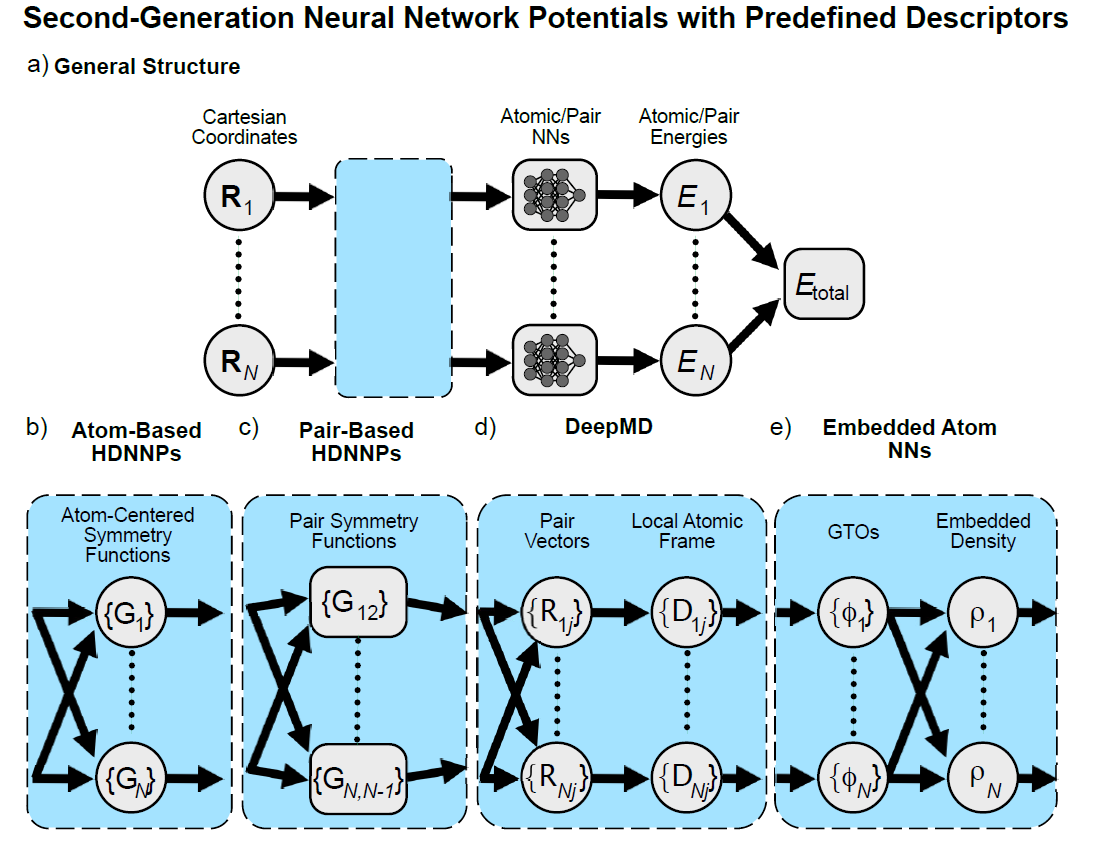 Second-Generation Neural Network Potentials with Predefined Descriptors
a) General Structure
Cartesian
Coordinates
Atomic/Pair
NNs
Atomic/Pair
Energies
R1
E1
Etotal
RN
EN
b) Atom-Based
HDNNPs
c) Pair-Based
HDNNPs
d) DeepMD
e) Embedded Atom
NNs
Atom-Centered
Symmetry
Functions
{G1}
{GN}
Pair Symmetry
Functions
{G12}
{GN,N-1}
Pair
Vectors
Local Atomic
Frame
{R1j}
{D1j}
{RNj}
{DNj}
GTOs
Embedded
Density
{ϕ1}
ρ1
{ϕN}
ρN